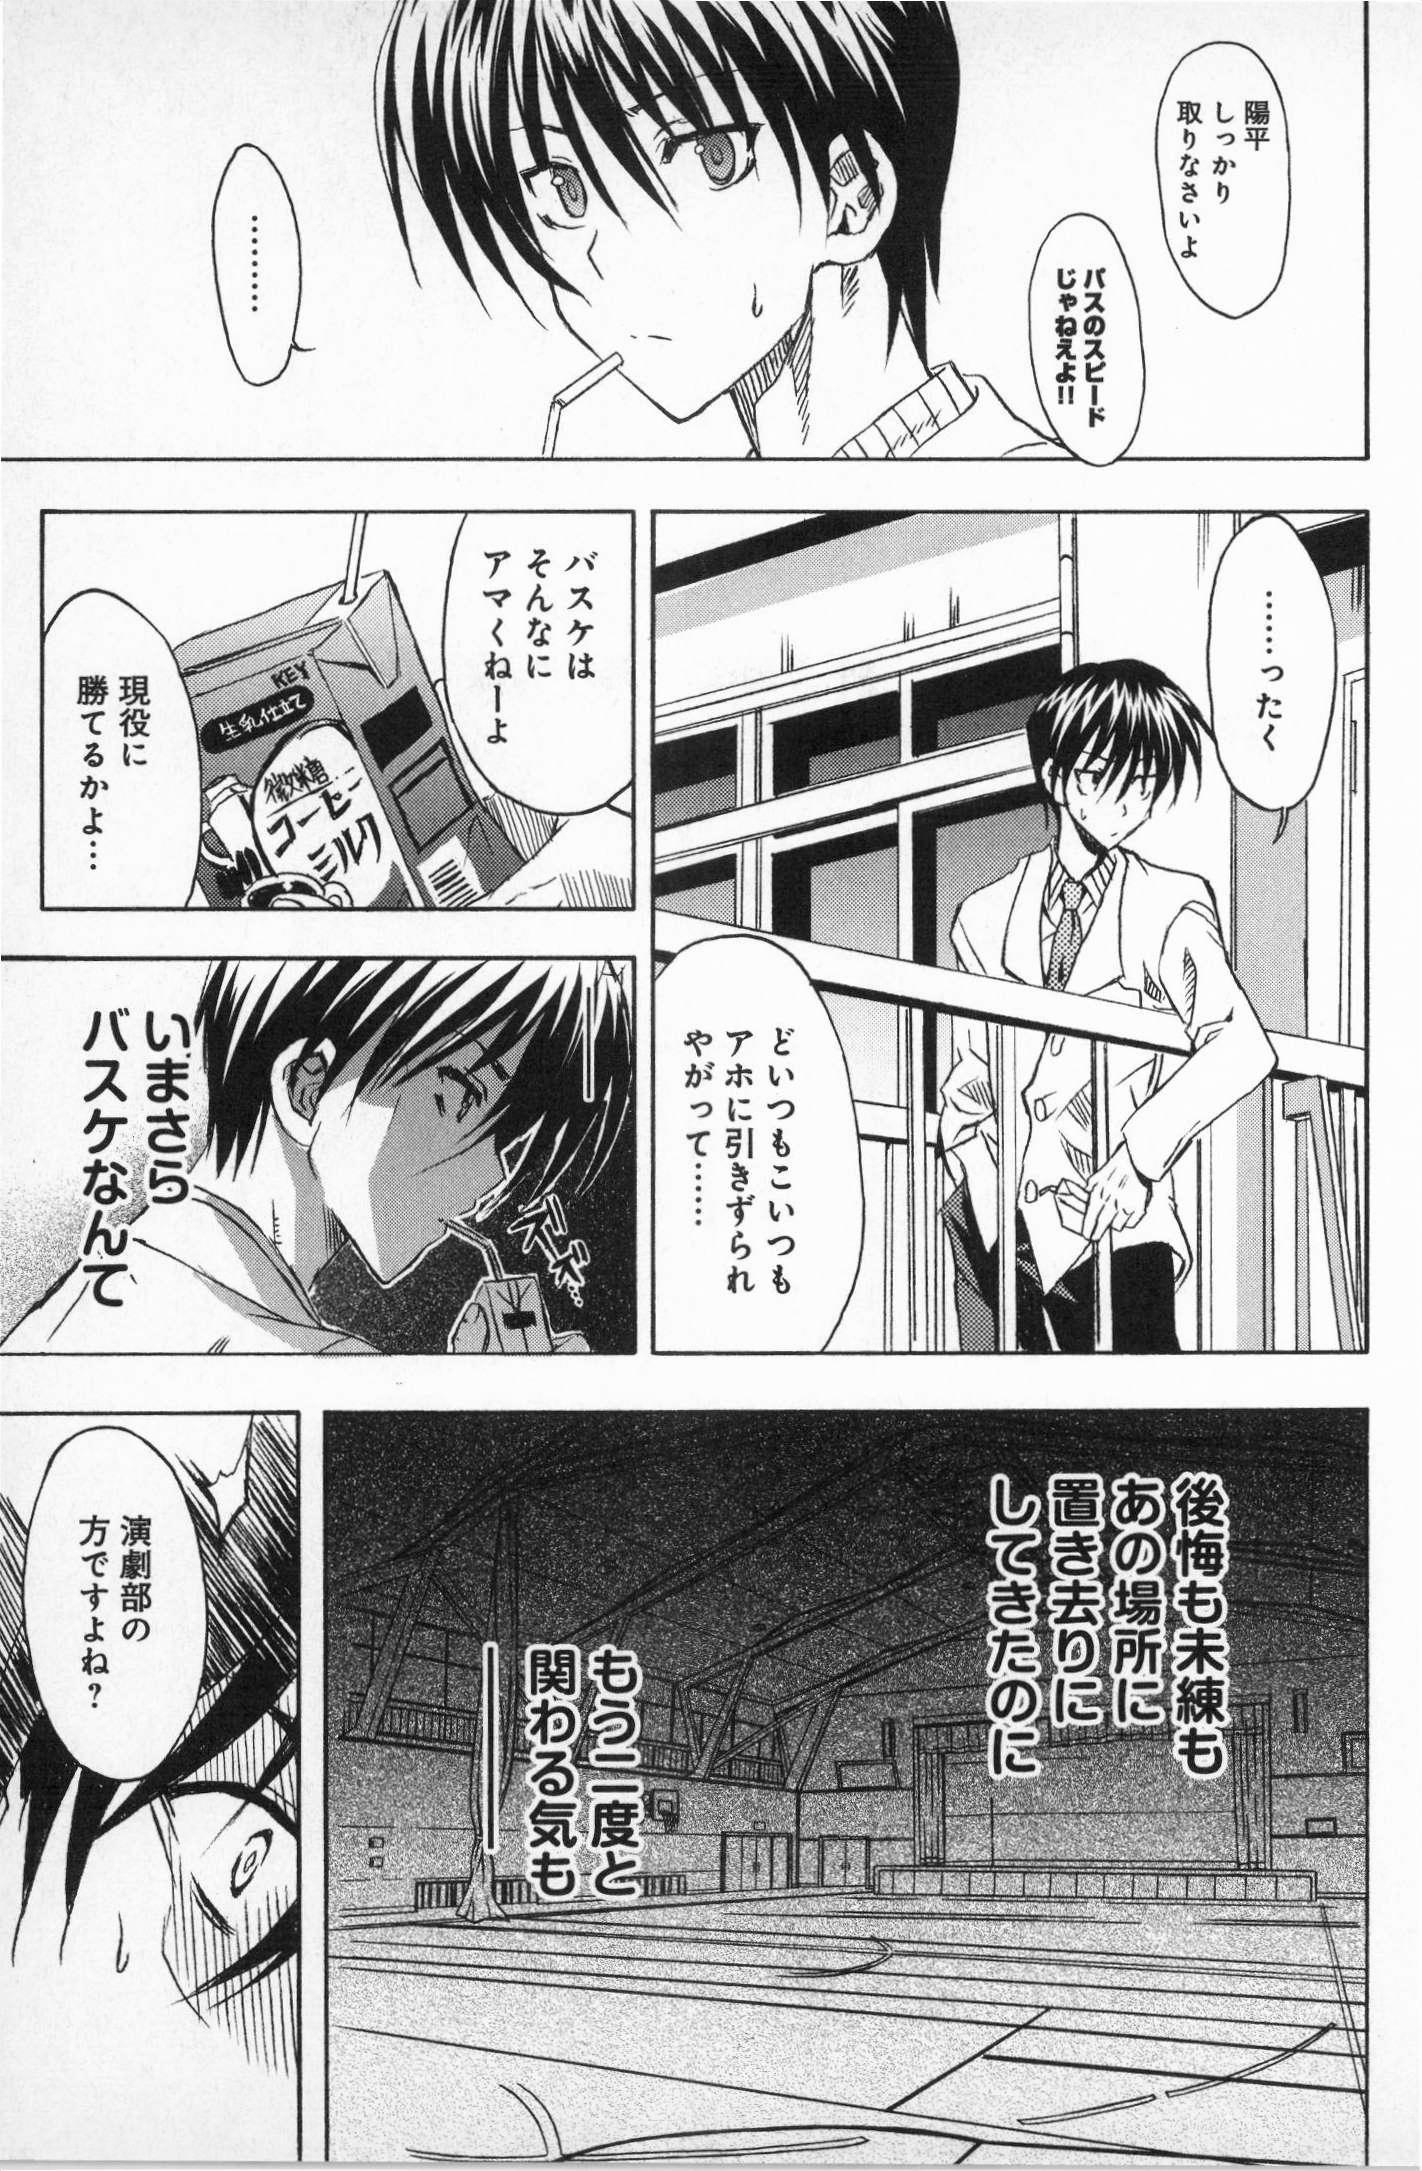 陽平
しっかり
取りなさいよ
パスのスピード
じゃねえよ!!
………
……ったく
どいつもこいつも
アホに引きずられ
やがって……
バスケは
そんなに
アマくねーよ
KEY
生乳仕立て
微糖
コーヒー
ミルク
現役に
勝てるかよ…
いまさら
バスケなんて
ズズ…
後悔も未練も
あの場所に
置き去りに
してきたのに
もう二度と
関わる気も
演劇部の
方ですよね?